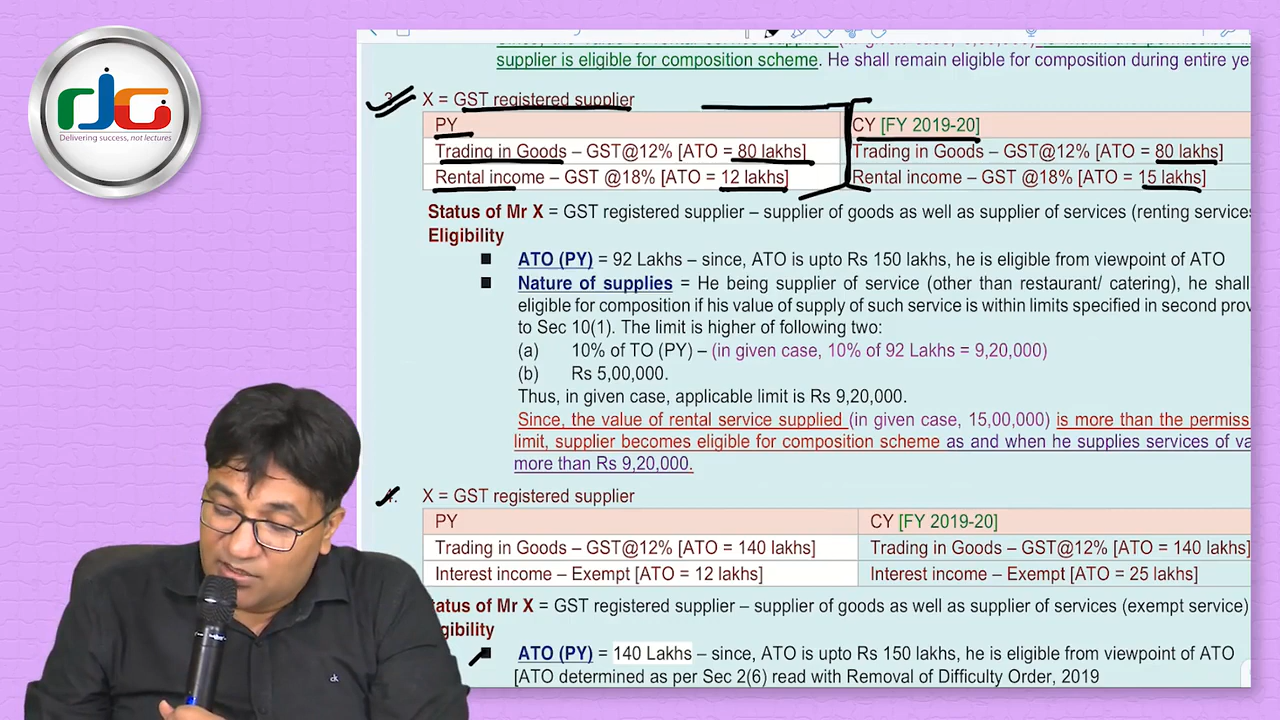 Delivering success, not lectures
supplier is eligible for composition scheme. He shall remain eligible for composition during entire ye
3. X = GST registered supplier
PY CY [FY 2019-20]
Trading in Goods – GST@12% [ATO = 80 lakhs] Trading in Goods – GST@12% [ATO = 80 lakhs]
Rental income – GST @18% [ATO = 12 lakhs] Rental income – GST @18% [ATO = 15 lakhs]
Status of Mr X = GST registered supplier – supplier of goods as well as supplier of services (renting service
Eligibility
ATO (PY) = 92 Lakhs – since, ATO is upto Rs 150 lakhs, he is eligible from viewpoint of ATO
Nature of supplies = He being supplier of service (other than restaurant/ catering), he shall
eligible for composition if his value of supply of such service is within limits specified in second prov
to Sec 10(1). The limit is higher of following two:
(a) 10% of TO (PY) – (in given case, 10% of 92 Lakhs = 9,20,000)
(b) Rs 5,00,000.
Thus, in given case, applicable limit is Rs 9,20,000.
Since, the value of rental service supplied (in given case, 15,00,000) is more than the permiss
limit, supplier becomes eligible for composition scheme as and when he supplies services of va
more than Rs 9,20,000.
4. X = GST registered supplier
PY CY [FY 2019-20]
Trading in Goods – GST@12% [ATO = 140 lakhs] Trading in Goods – GST@12% [ATO = 140 lakhs]
Interest income – Exempt [ATO = 12 lakhs] Interest income – Exempt [ATO = 25 lakhs]
tatus of Mr X = GST registered supplier – supplier of goods as well as supplier of services (exempt service)
gibility
ATO (PY) = 140 Lakhs – since, ATO is upto Rs 150 lakhs, he is eligible from viewpoint of ATO
[ATO determined as per Sec 2(6) read with Removal of Difficulty Order, 2019